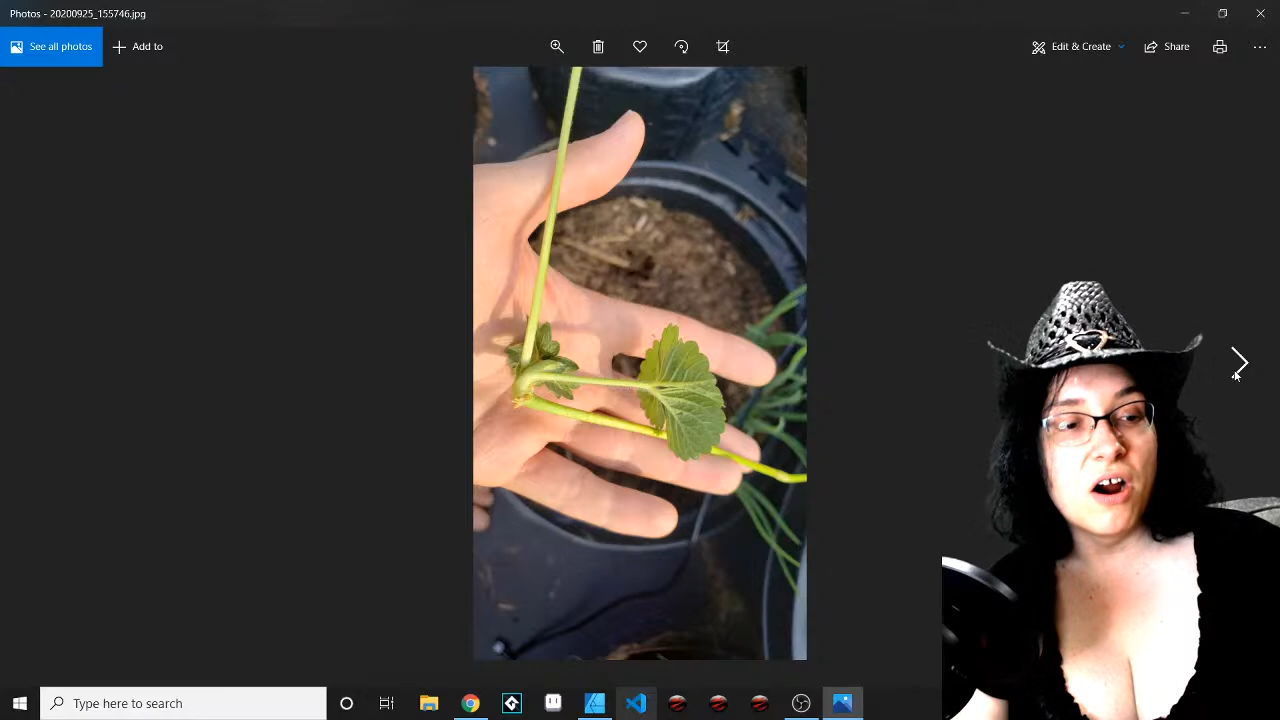 Photos - 20200925_155746.jpg
See all photos
Add to
Edit & Create
Share
Type here to search